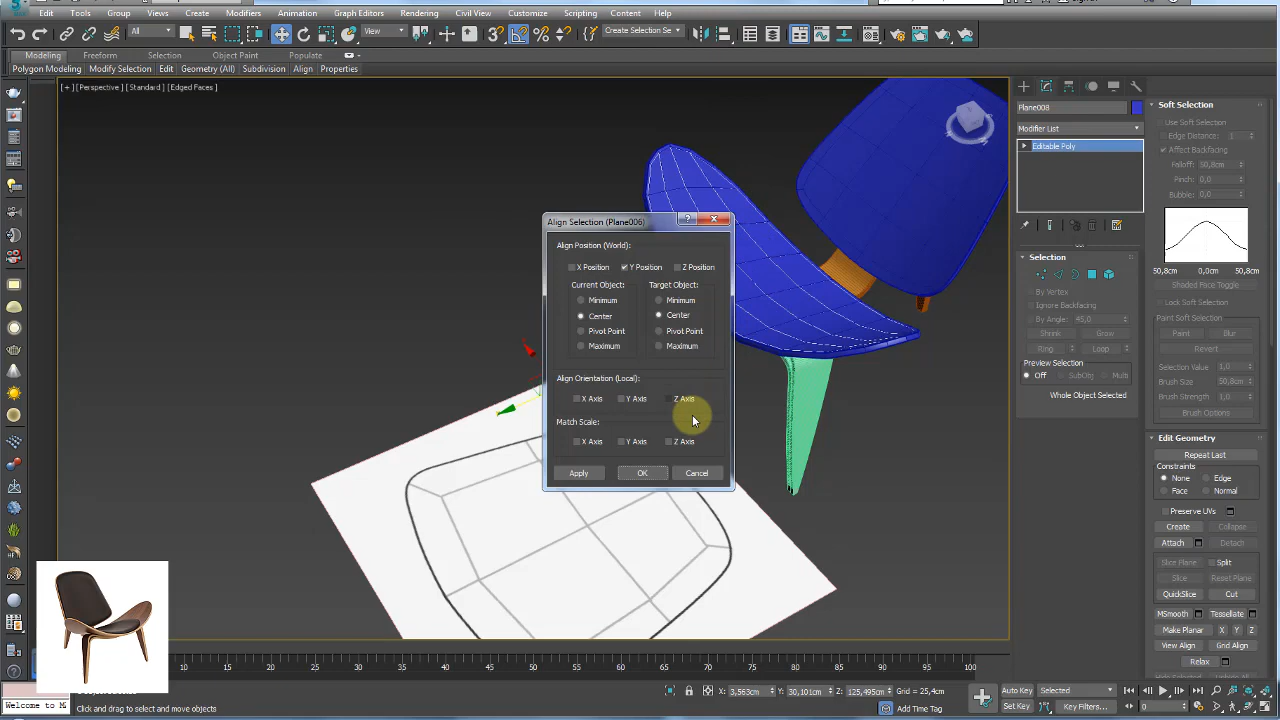 Edit Tools Group Views Create Modifiers Animation Graph Editors Rendering Civil View Customize Scripting Content Help
All View Create Selection Se
Modeling Freeform Selection Object Paint Populate
Polygon Modeling Modify Selection Edit Geometry (All) Subdivision Align Properties
[+] [Perspective] [Standard] [Edged Faces]
Plane008
Modifier List
Editable Poly
Selection
By Vertex
Ignore Backfacing
By Angle: 45,0
Shrink Grow
Ring Loop
Preview Selection
Off SubObj Multi
Whole Object Selected
Soft Selection
Use Soft Selection
Edge Distance: 1
Affect Backfacing
Falloff: 50,8cm
Pinch: 0,0
Bubble: 0,0
50,8cm 0,0cm 50,8cm
Shaded Face Toggle
Lock Soft Selection
Paint Soft Selection
Paint Blur
Revert
Selection Value 1,0
Brush Size 50,8cm
Brush Strength 1,0
Brush Options
Edit Geometry
Repeat Last
Constraints
None Edge
Face Normal
Preserve UVs
Create Collapse
Attach Detach
Slice Plane Split
Slice Reset Plane
QuickSlice Cut
MSmooth Tessellate
Make Planar X Y Z
View Align Grid Align
Relax
Align Selection (Plane006)
Align Position (World):
X Position Y Position Z Position
Current Object: Target Object:
Minimum Minimum
Center Center
Pivot Point Pivot Point
Maximum Maximum
Align Orientation (Local):
X Axis Y Axis Z Axis
Match Scale:
X Axis Y Axis Z Axis
Apply OK Cancel
10 15 20 25 30 35 40 45 50 55 60 65 70 75 80 85 90 95 100
X: 3,553cm Y: 30,101cm Z: 125,495cm Grid = 25,4cm
Auto Key Selected
Set Key Key Filters... 0
Welcome to M
Click and drag to select and move objects
Add Time Tag